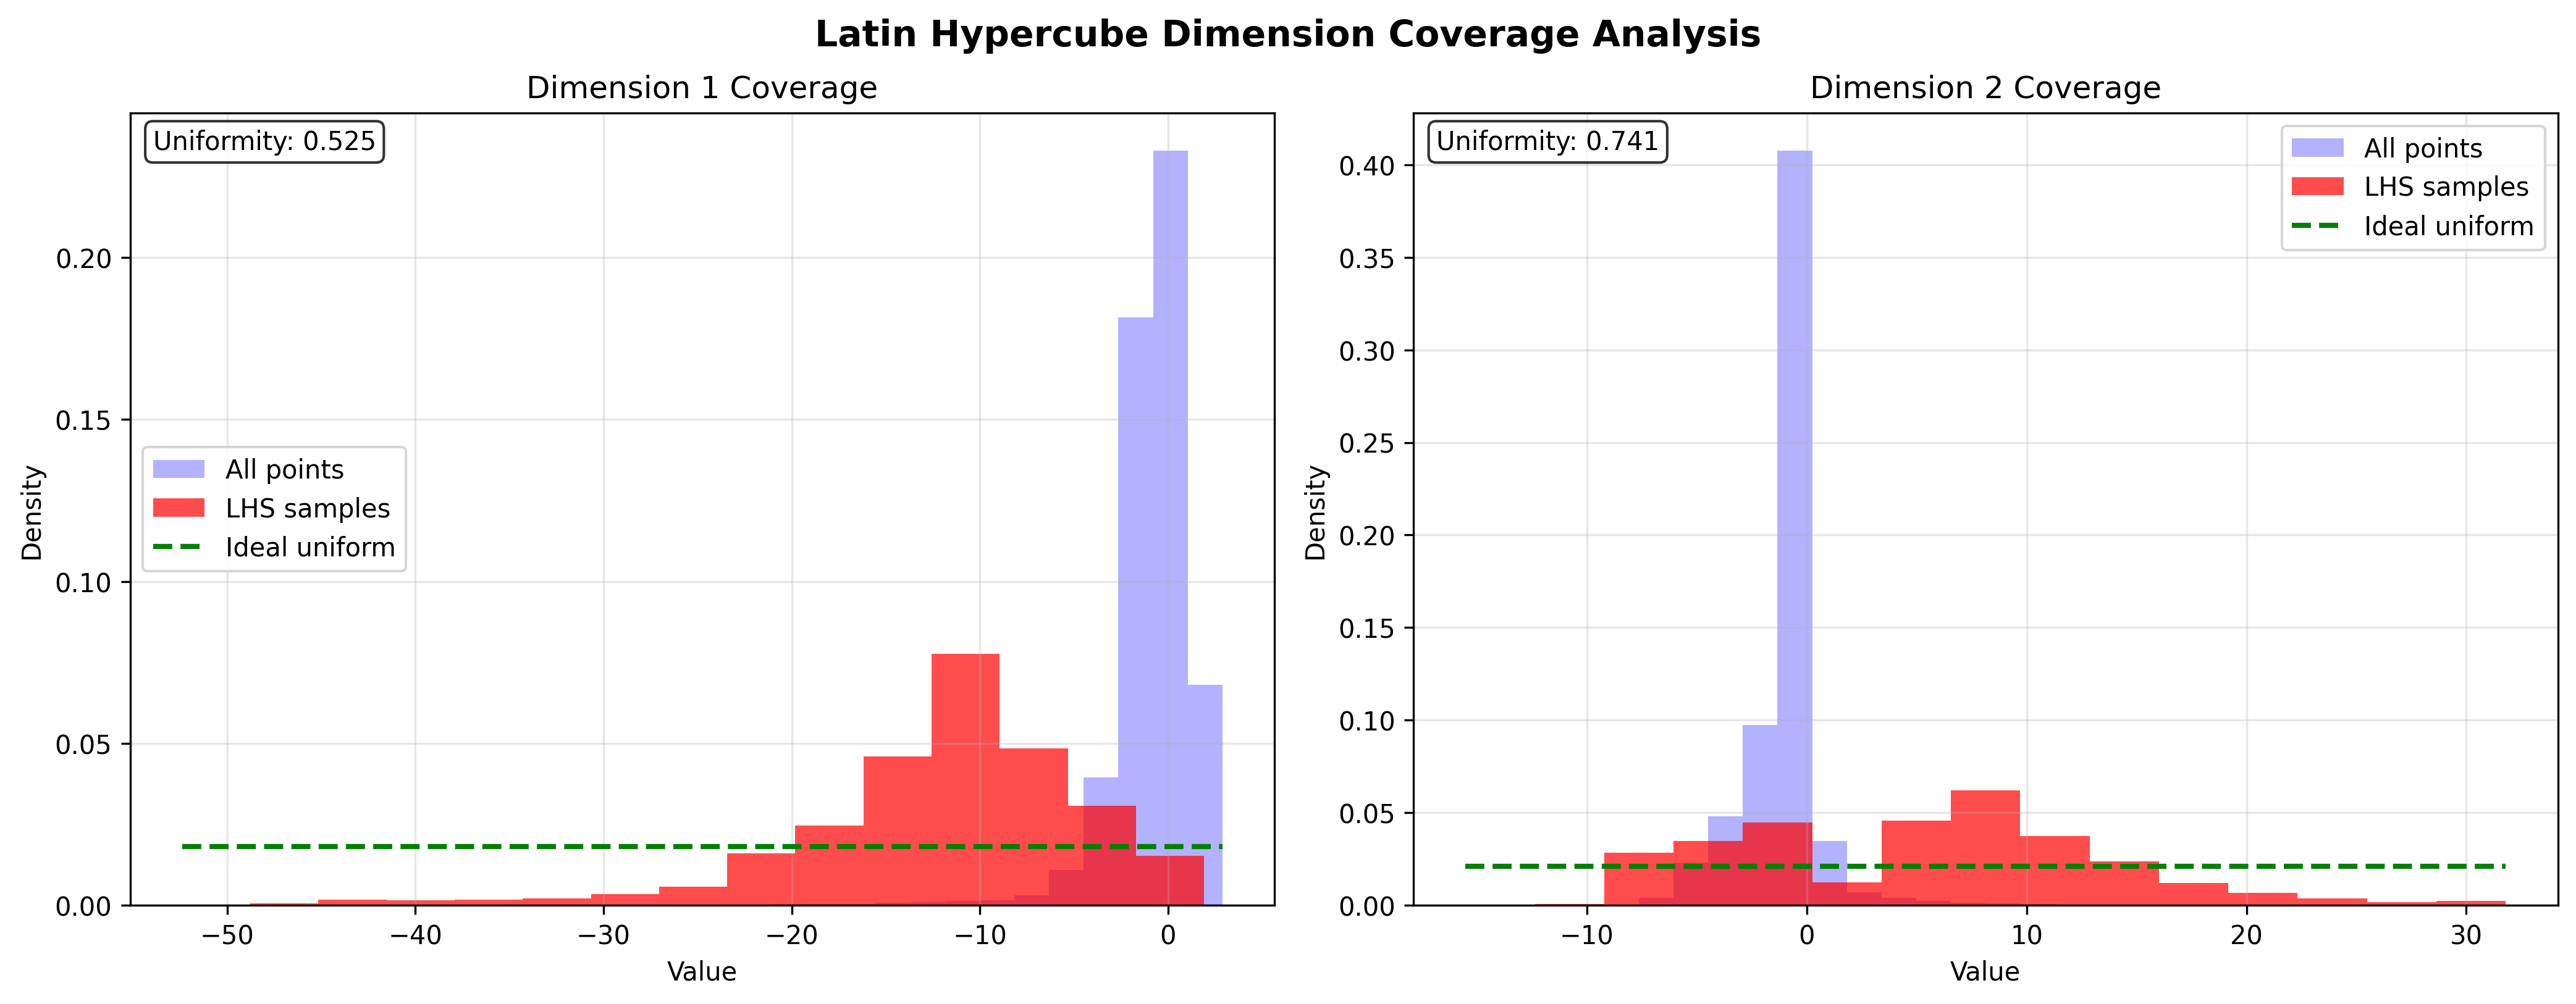 Latin Hypercube Dimension Coverage Analysis
Dimension 1 Coverage
Uniformity: 0.525
All points
LHS samples
Ideal uniform
Density
0.20
0.15
0.10
0.05
0.00
−50
−40
−30
−20
−10
0
Value
Dimension 2 Coverage
Uniformity: 0.741
All points
LHS samples
Ideal uniform
Density
0.40
0.35
0.30
0.25
0.20
0.15
0.10
0.05
0.00
−10
0
10
20
30
Value